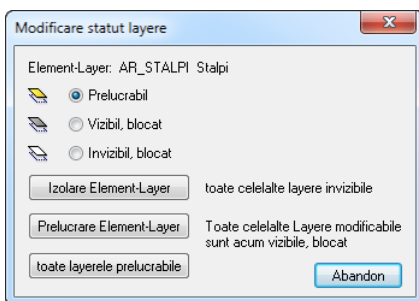 Modificare statut layere
Element-Layer: AR_STALPI Stalpi
Prelucrabil
Vizibil, blocat
Invizibil, blocat
Izolare Element-Layer toate celelalte layere invizibile
Prelucrare Element-Layer Toate celelalte Layere modificabile
sunt acum vizibile, blocat
toate layerele prelucrabile
Abandon